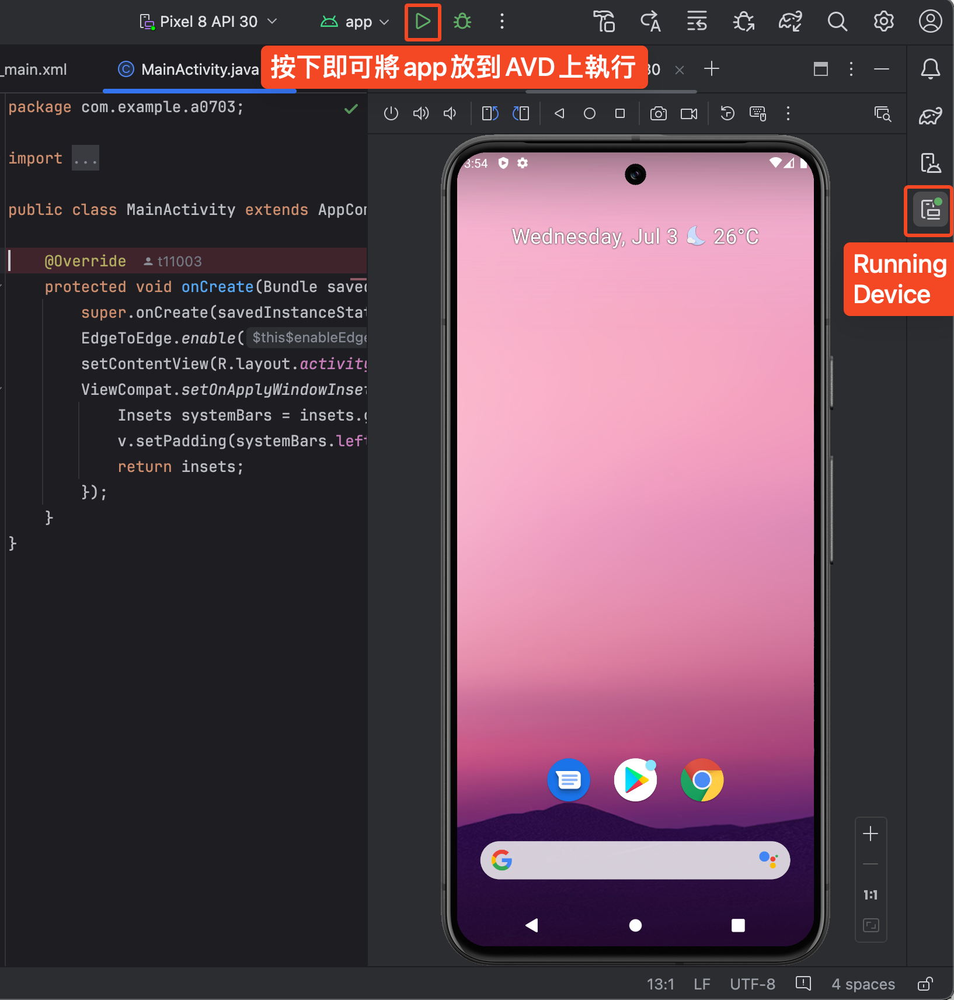 Pixel 8 API 30
app
_main.xml
MainActivity.java
按下即可將app放到AVD上執行
30
package com.example.a0703;
import ...
public class MainActivity extends AppCom
@Override t11003
protected void onCreate(Bundle saved
super.onCreate(savedInstanceStat
EdgeToEdge.enable( $this$enableEdge
setContentView(R.layout.activity
ViewCompat.setOnApplyWindowInset
Insets systemBars = insets.g
v.setPadding(systemBars.left
return insets;
});
}
}
3:54
Wednesday, Jul 3 26°C
Running
Device
1:1
13:1 LF UTF-8 4 spaces